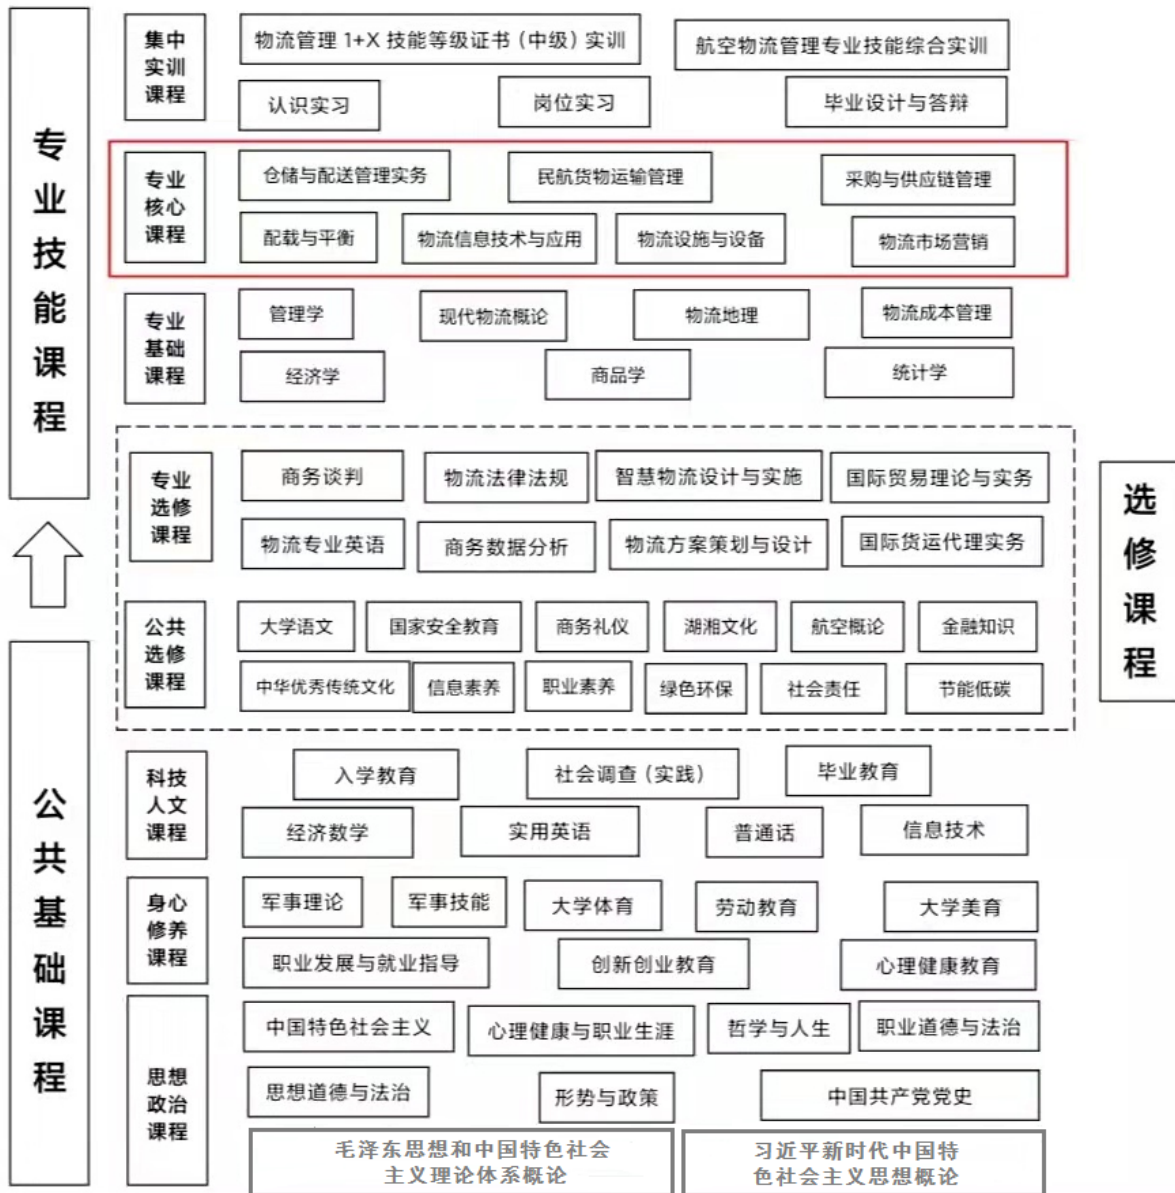 专业技能课程
集中
实训
课程
物流管理 1+X 技能等级证书（中级）实训
航空物流管理专业技能综合实训
认识实习
岗位实习
毕业设计与答辩
专业
核心
课程
仓储与配送管理实务
民航货物运输管理
采购与供应链管理
配载与平衡
物流信息技术与应用
物流设施与设备
物流市场营销
专业
基础
课程
管理学
现代物流概论
物流地理
物流成本管理
经济学
商品学
统计学
选修课程
专业
选修
课程
商务谈判
物流法律法规
智慧物流设计与实施
国际贸易理论与实务
物流专业英语
商务数据分析
物流方案策划与设计
国际货运代理实务
公共
选修
课程
大学语文
国家安全教育
商务礼仪
湖湘文化
航空概论
金融知识
中华优秀传统文化
信息素养
职业素养
绿色环保
社会责任
节能低碳
公共基础课程
科技
人文
课程
入学教育
社会调查（实践）
毕业教育
经济数学
实用英语
普通话
信息技术
身心
修养
课程
军事理论
军事技能
大学体育
劳动教育
大学美育
职业发展与就业指导
创新创业教育
心理健康教育
思想
政治
课程
中国特色社会主义
心理健康与职业生涯
哲学与人生
职业道德与法治
思想道德与法治
形势与政策
中国共产党党史
毛泽东思想和中国特色社会
主义理论体系概论
习近平新时代中国特
色社会主义思想概论